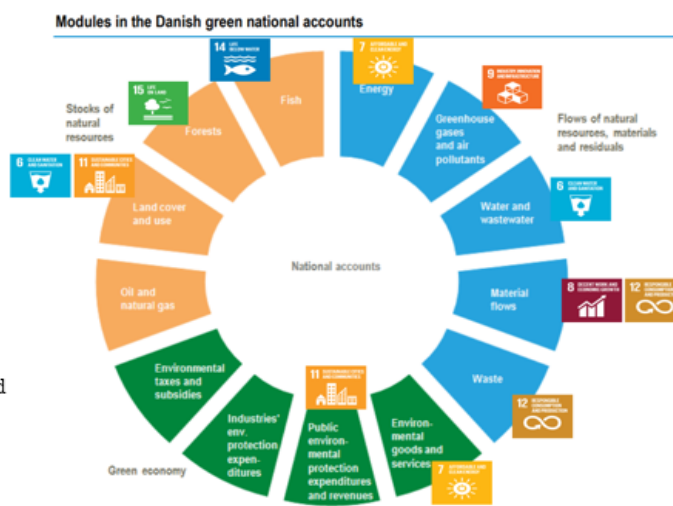 Modules in the Danish green national accounts
14 LIFE
BELOW WATER
7 AFFORDABLE AND
CLEAN ENERGY
15 LIFE
ON LAND
9 INDUSTRY, INNOVATION
AND INFRASTRUCTURE
Stocks of
natural
resources
Forests
Fish
Energy
Greenhouse
gases
and air
pollutants
Flows of natural
resources, materials
and residuals
6 CLEAN WATER
AND SANITATION
11 SUSTAINABLE CITIES
AND COMMUNITIES
Land cover
and use
Water and
wastewater
6 CLEAN WATER
AND SANITATION
National accounts
Oil and
natural gas
Material
flows
8 DECENT WORK AND
ECONOMIC GROWTH
12 RESPONSIBLE
CONSUMPTION
AND PRODUCTION
d
Environmental
taxes and
subsidies
11 SUSTAINABLE CITIES
AND COMMUNITIES
Waste
12 RESPONSIBLE
CONSUMPTION
AND PRODUCTION
Industries'
env.
protection
expen-
ditures
Public
environ-
mental
protection
expenditures
and revenues
Environ-
mental
goods and
services
Green economy
7 AFFORDABLE AND
CLEAN ENERGY